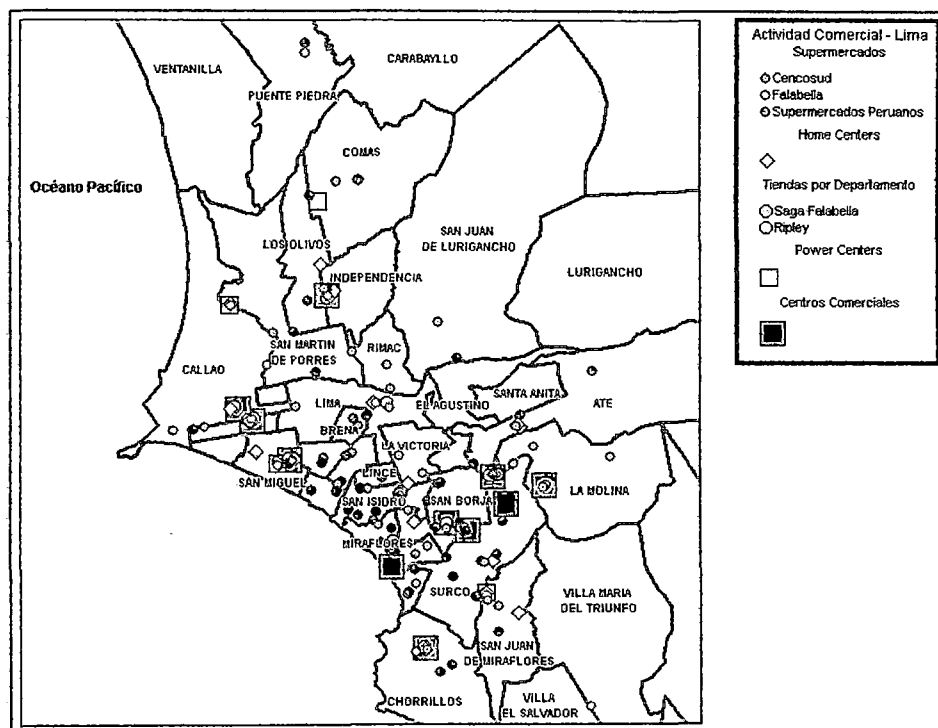 Actividad Comercial - Lima
Supermercados
Cencosud
Falabella
Supermercados Peruanos
Home Centers
Tiendas por Departamento
Saga Falabella
Ripley
Power Centers
Centros Comerciales
VENTANILLA
CARABAYLLO
PUENTE PIEDRA
COMAS
Océano Pacífico
LOS OLIVOS
SAN JUAN
DE LURIGANCHO
INDEPENDENCIA
LURIGANCHO
SAN MARTIN
DE PORRES
RIMAC
CALLAO
LIMA
EL AGUSTINO
SANTA ANITA
ATE
BRENA
LA VICTORIA
LINCE
SAN MIGUEL
SAN ISIDRO
SAN BORJA
LA MOLINA
MIRAFLORES
SURCO
VILLA MARIA
DEL TRIUNFO
SAN JUAN
DE MIRAFLORES
CHORRILLOS
VILLA
EL SALVADOR